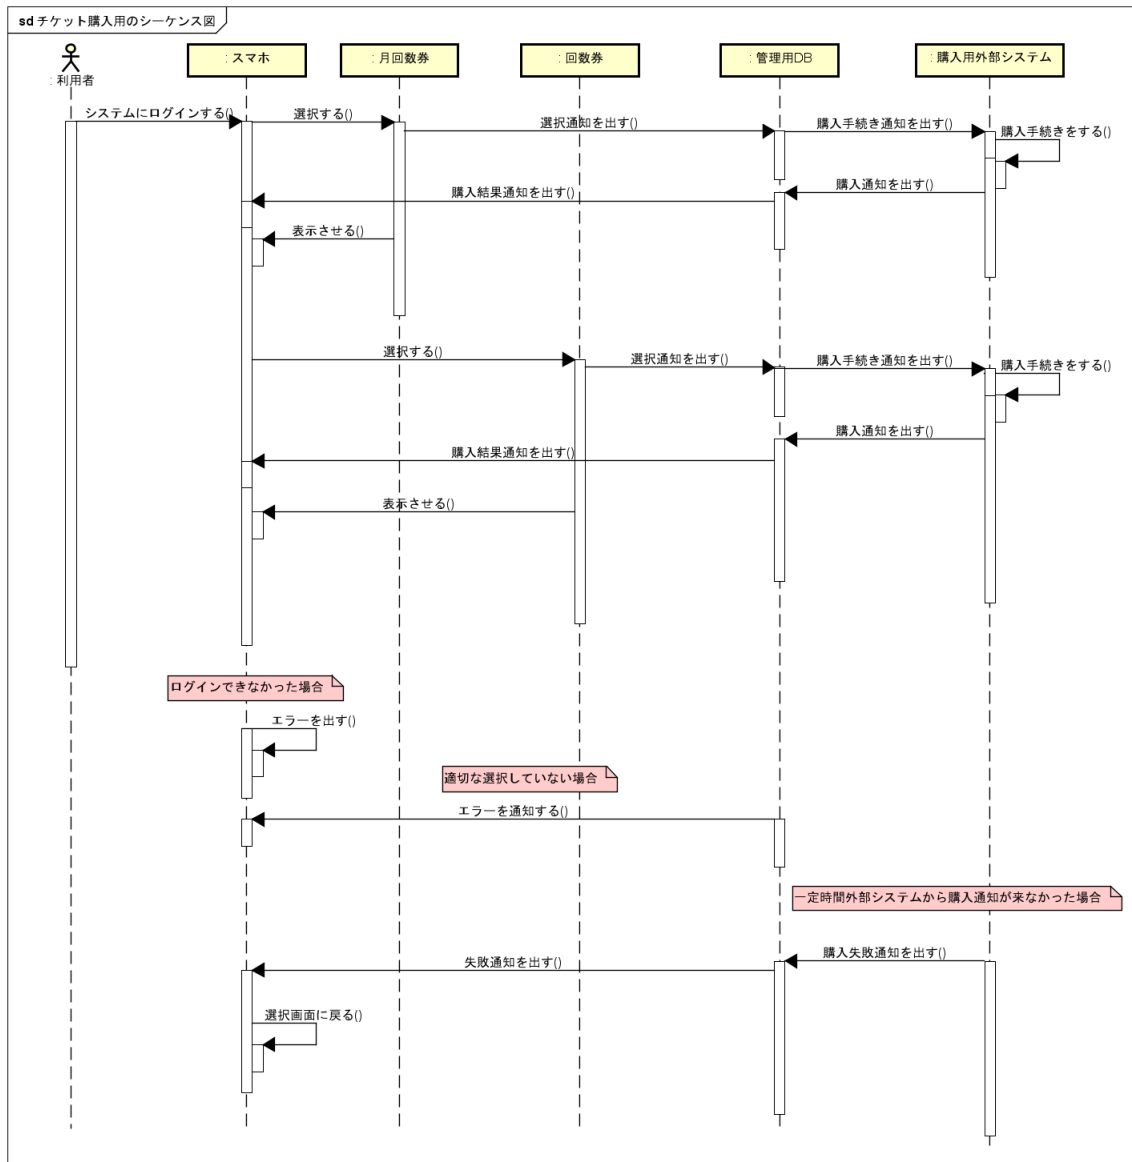 sd チケット購入用のシーケンス図
: 利用者
: スマホ
: 月回数券
: 回数券
: 管理用DB
: 購入用外部システム
システムにログインする()
選択する()
選択通知を出す()
購入手続き通知を出す()
購入手続きをする()
購入通知を出す()
購入結果通知を出す()
表示させる()
選択する()
選択通知を出す()
購入手続き通知を出す()
購入手続きをする()
購入通知を出す()
購入結果通知を出す()
表示させる()
ログインできなかった場合
エラーを出す()
適切な選択していない場合
エラーを通知する()
一定時間外部システムから購入通知が来なかった場合
購入失敗通知を出す()
失敗通知を出す()
選択画面に戻る()